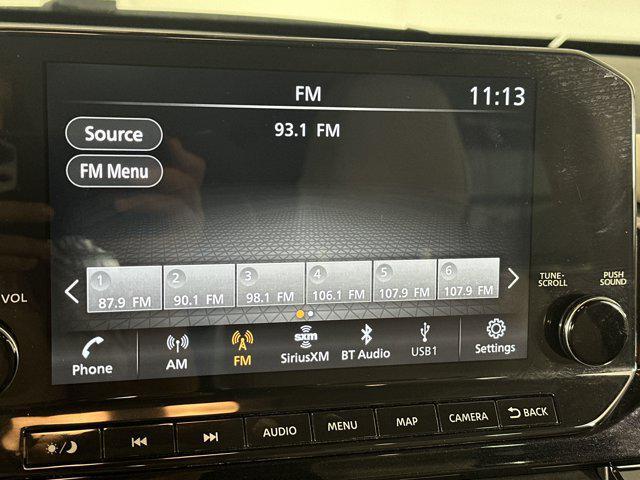 FM 11:13
Source 93.1 FM
FM Menu
1 2 3 4 5 6
87.9 FM 90.1 FM 98.1 FM 106.1 FM 107.9 FM 107.9 FM
Phone AM FM sxm SiriusXM BT Audio USB1 Settings
VOL
TUNE-
SCROLL
PUSH
SOUND
AUDIO MENU MAP CAMERA BACK